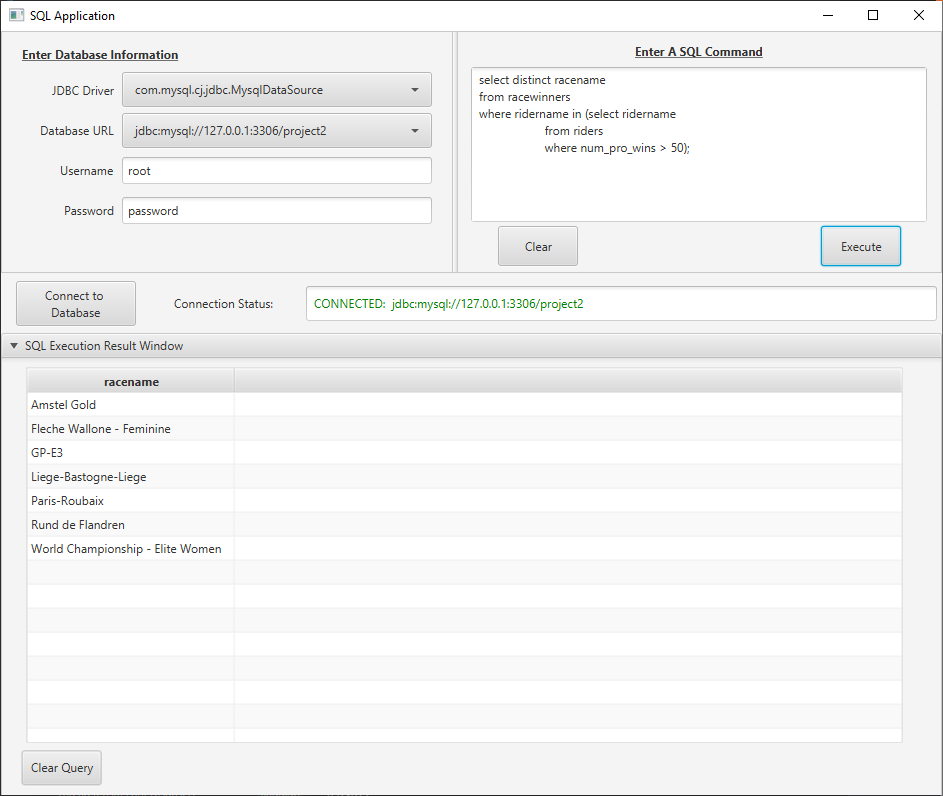 SQL Application
Enter Database Information
JDBC Driver
com.mysql.cj.jdbc.MysqlDataSource
Database URL
jdbc:mysql://127.0.0.1:3306/project2
Username
root
Password
password
Enter A SQL Command
select distinct racename
from racewinners
where ridername in (select ridername
from riders
where num_pro_wins > 50);
Clear
Execute
Connect to
Database
Connection Status:
CONNECTED: jdbc:mysql://127.0.0.1:3306/project2
SQL Execution Result Window
racename
Amstel Gold
Fleche Wallone - Feminine
GP-E3
Liege-Bastogne-Liege
Paris-Roubaix
Rund de Flandren
World Championship - Elite Women
Clear Query